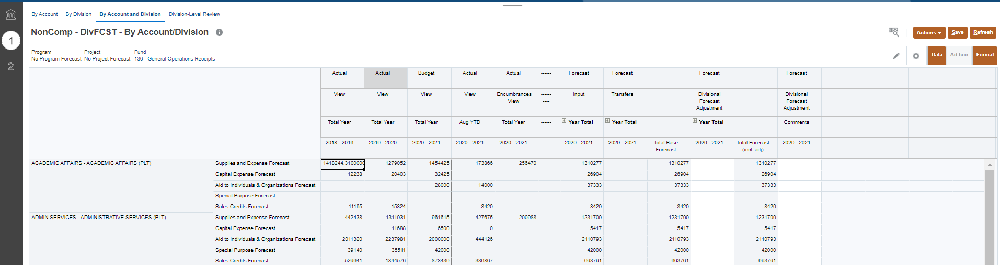 By Account By Division By Account and Division Division-Level Review
NonComp - DivFCST - By Account/Division i
1
2
Actions Save Refresh
Program Project Fund
No Program Forecast No Project Forecast 136 - General Operations Receipts
Data Ad hoc Format
Actual Actual Budget Actual Actual ------ ---- Forecast Forecast Forecast Forecast
View View View View Encumbrances View ------ ---- Input Transfers Divisional Forecast Adjustment Divisional Forecast Adjustment
Total Year Total Year Total Year Aug YTD Total Year ------ ---- Year Total Year Total Year Total Comments
2018 - 2019 2019 - 2020 2020 - 2021 2020 - 2021 2020 - 2021 ------ ---- 2020 - 2021 2020 - 2021 Total Base Forecast 2020 - 2021 Total Forecast (incl. adj) 2020 - 2021
ACADEMIC AFFAIRS - ACADEMIC AFFAIRS (PLT) Supplies and Expense Forecast 1418244.3100000 1279052 1454425 173866 256470 1310277 1310277 1310277
Capital Expense Forecast 12238 20403 32425 26904 26904 26904
Aid to Individuals & Organizations Forecast 28000 14000 37333 37333 37333
Special Purpose Forecast
Sales Credits Forecast -11195 -15824 -8420 -8420 -8420 -8420
ADMIN SERVICES - ADMINISTRATIVE SERVICES (PLT) Supplies and Expense Forecast 442438 1311031 961615 427675 200988 1231700 1231700 1231700
Capital Expense Forecast 11688 6500 0 5417 5417 5417
Aid to Individuals & Organizations Forecast 2011320 2237981 2000000 444126 2110793 2110793 2110793
Special Purpose Forecast 39140 35511 42000 42000 42000 42000
Sales Credits Forecast -526941 -1344576 -878439 -339867 -963761 -963761 -963761